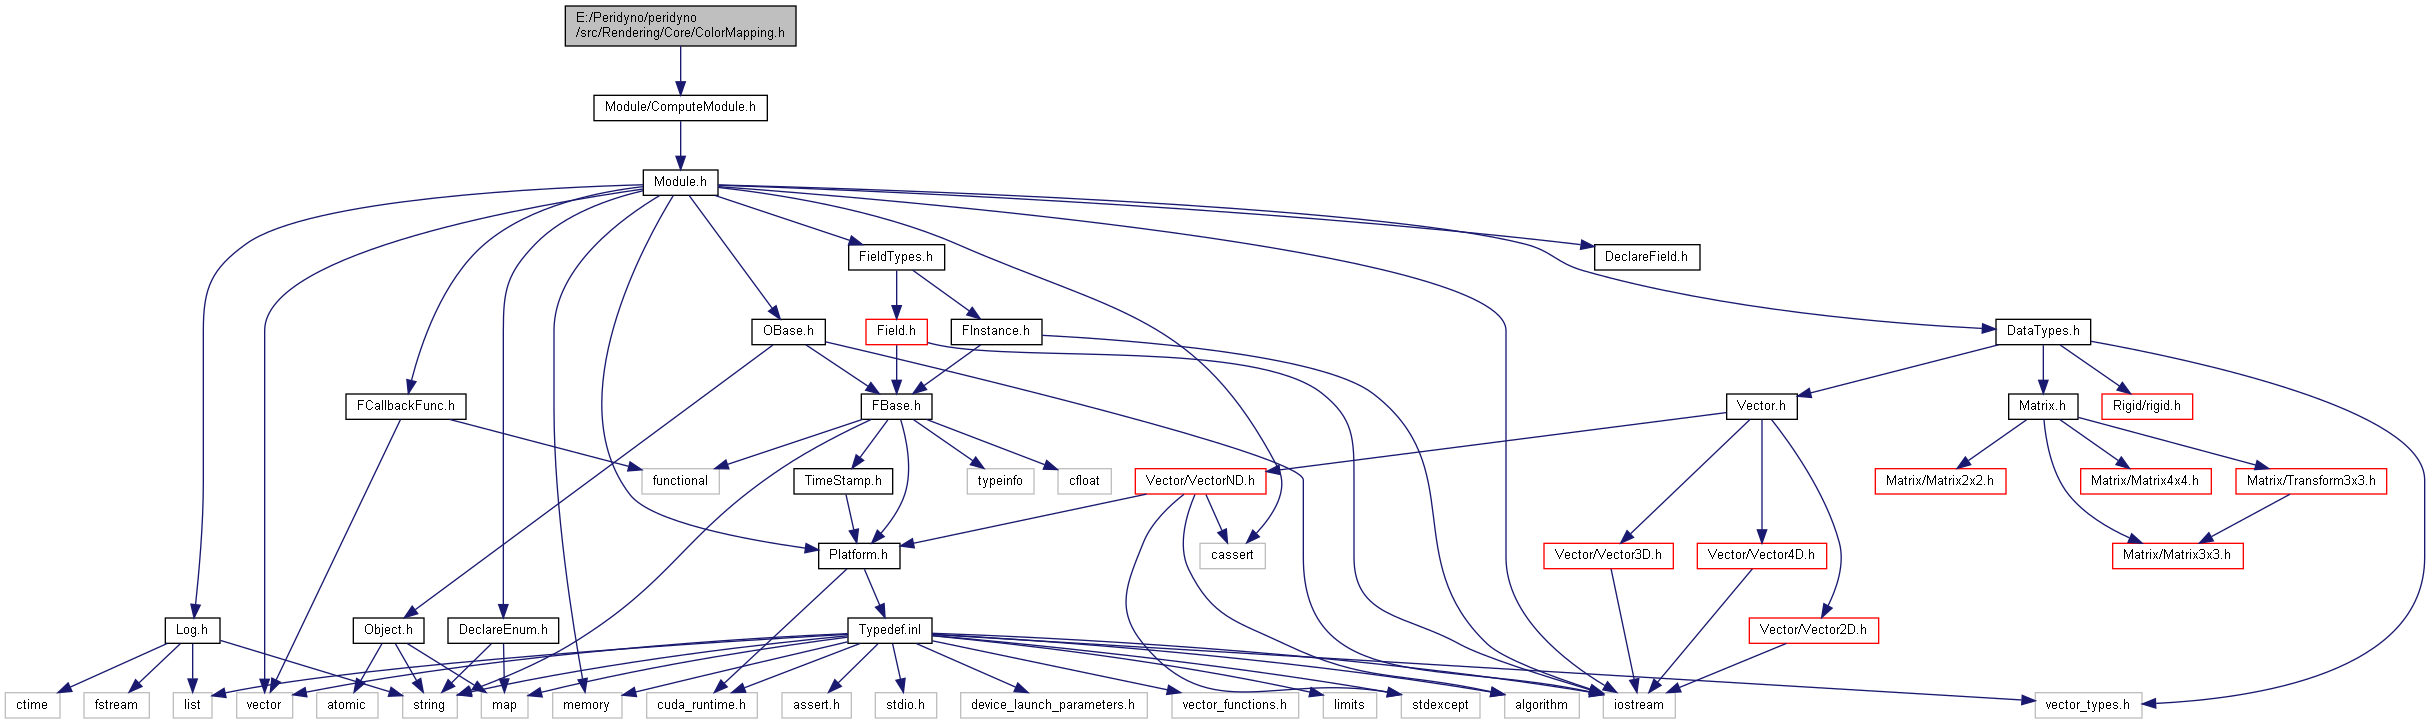 E:/Peridyno/peridyno
/src/Rendering/Core/ColorMapping.h
Module/ComputeModule.h
Module.h
FieldTypes.h
DeclareField.h
OBase.h
Field.h
FInstance.h
DataTypes.h
FCallbackFunc.h
FBase.h
Vector.h
Matrix.h
Rigid/rigid.h
functional
TimeStamp.h
typeinfo
cfloat
Vector/VectorND.h
Matrix/Matrix2x2.h
Matrix/Matrix4x4.h
Matrix/Transform3x3.h
Platform.h
cassert
Vector/Vector3D.h
Vector/Vector4D.h
Matrix/Matrix3x3.h
Log.h
Object.h
DeclareEnum.h
Typedef.inl
Vector/Vector2D.h
ctime
fstream
list
vector
atomic
string
map
memory
cuda_runtime.h
assert.h
stdio.h
device_launch_parameters.h
vector_functions.h
limits
stdexcept
algorithm
iostream
vector_types.h